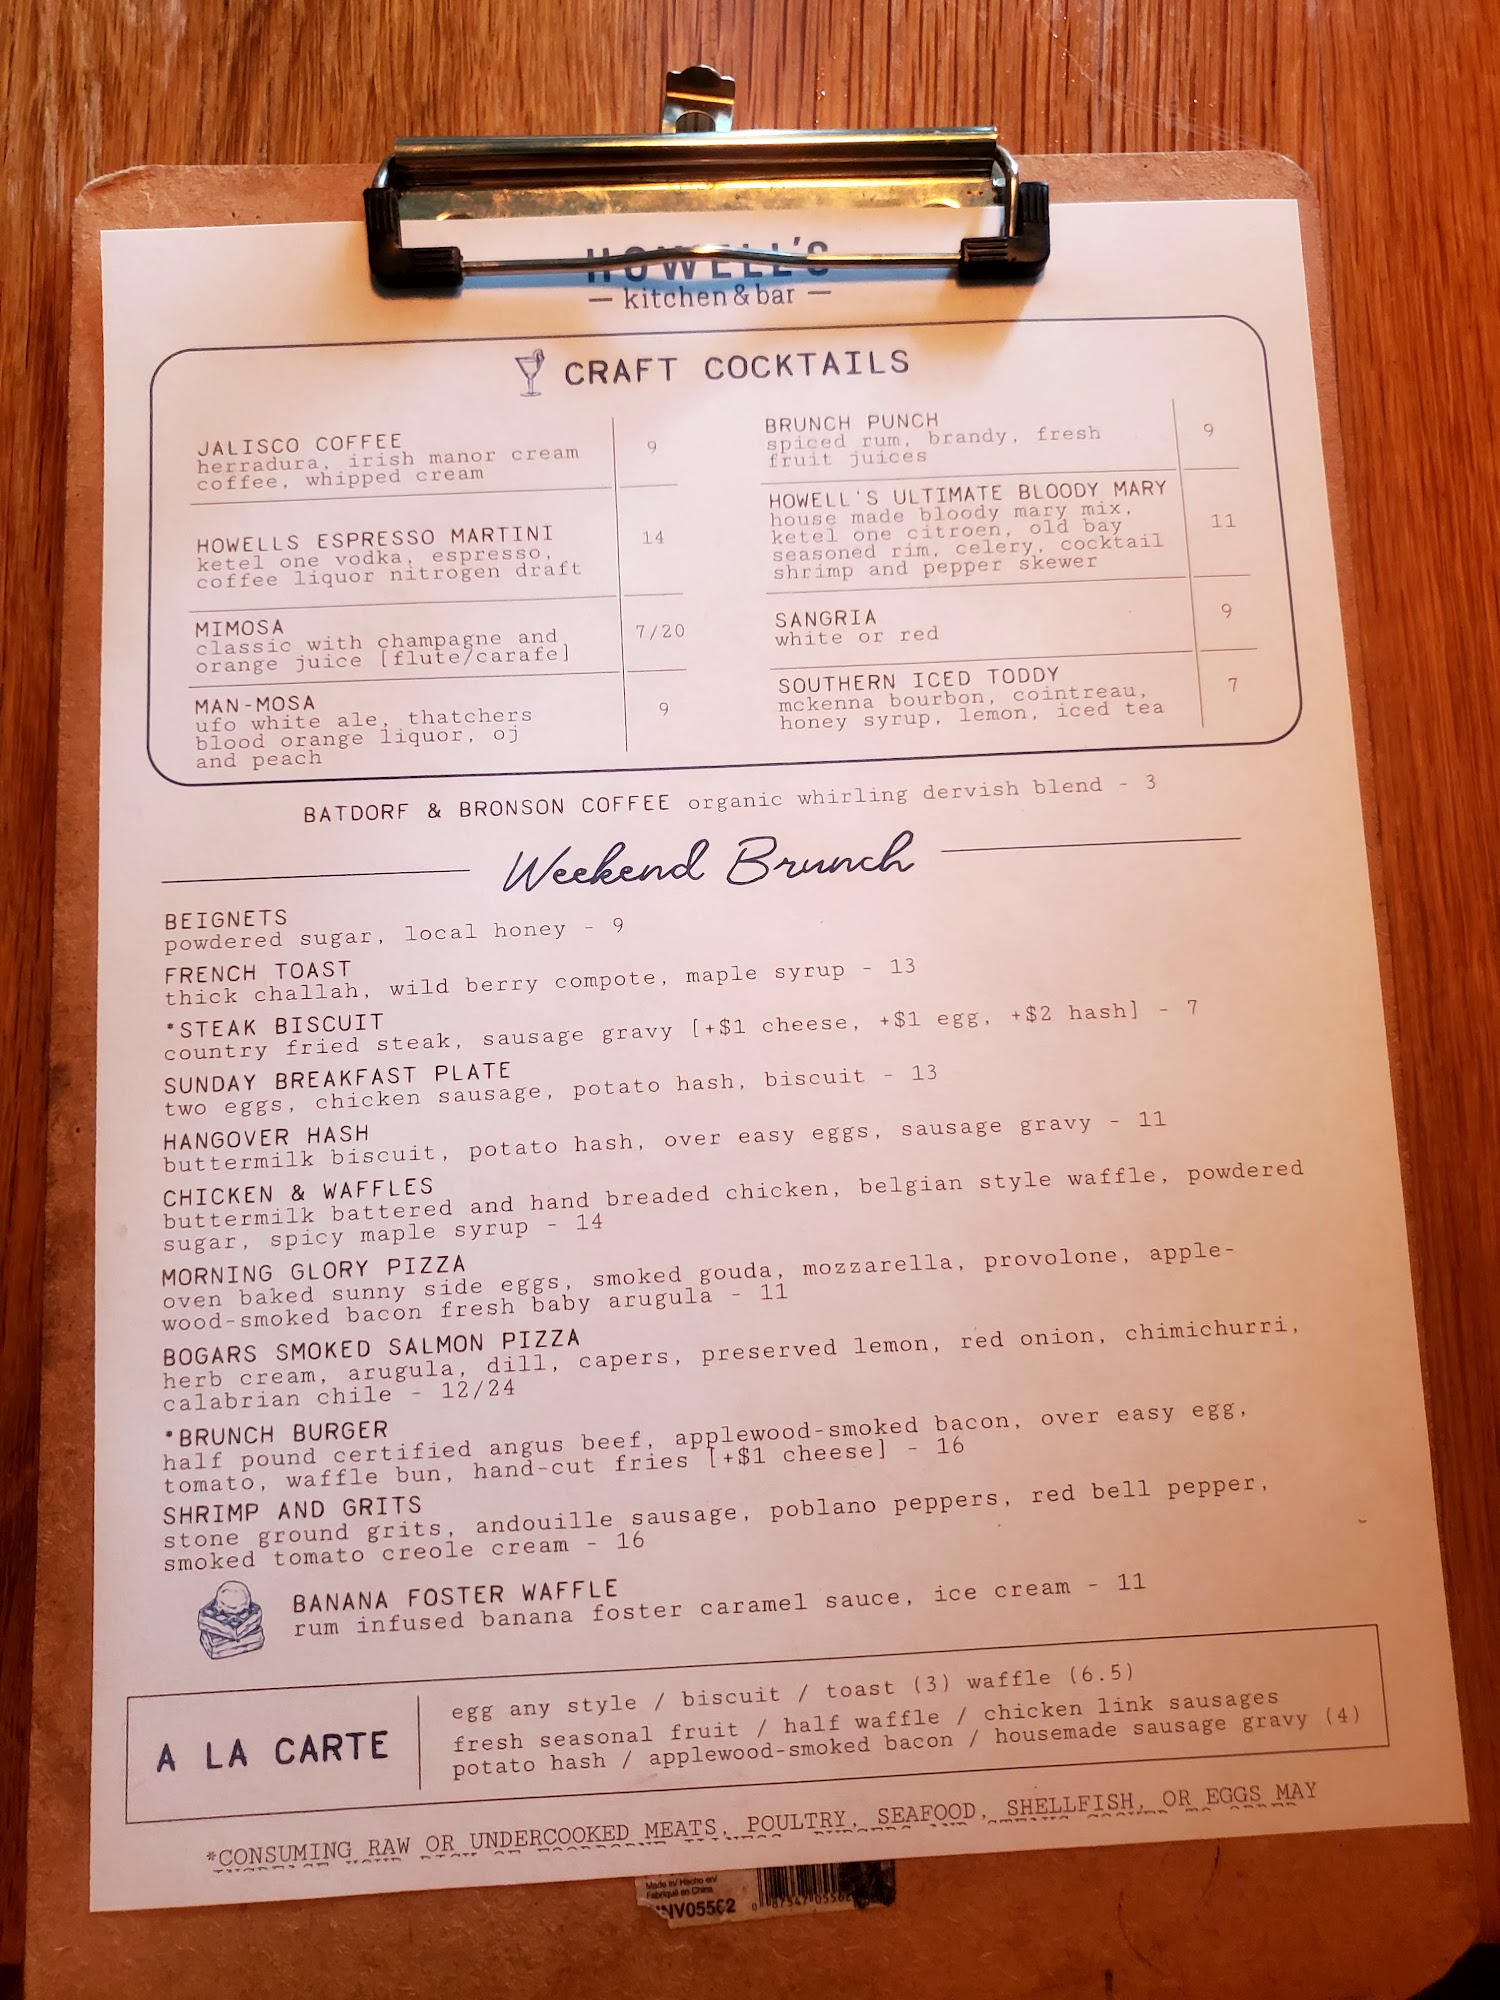 HOWELL'S
— kitchen & bar —
CRAFT COCKTAILS
JALISCO COFFEE
herradura, irish manor cream
coffee, whipped cream
9
HOWELLS ESPRESSO MARTINI
ketel one vodka, espresso,
coffee liquor nitrogen draft
14
MIMOSA
classic with champagne and
orange juice [flute/carafe]
7/20
MAN-MOSA
ufo white ale, thatchers
blood orange liquor, oj
and peach
9
BRUNCH PUNCH
spiced rum, brandy, fresh
fruit juices
9
HOWELL'S ULTIMATE BLOODY MARY
house made bloody mary mix,
ketel one citroen, old bay
seasoned rim, celery, cocktail
shrimp and pepper skewer
11
SANGRIA
white or red
9
SOUTHERN ICED TODDY
mckenna bourbon, cointreau,
honey syrup, lemon, iced tea
7
BATDORF & BRONSON COFFEE organic whirling dervish blend - 3
Weekend Brunch
BEIGNETS
powdered sugar, local honey - 9
FRENCH TOAST
thick challah, wild berry compote, maple syrup - 13
*STEAK BISCUIT
country fried steak, sausage gravy [+$1 cheese, +$1 egg, +$2 hash] - 7
SUNDAY BREAKFAST PLATE
two eggs, chicken sausage, potato hash, biscuit - 13
HANGOVER HASH
buttermilk biscuit, potato hash, over easy eggs, sausage gravy - 11
CHICKEN & WAFFLES
buttermilk battered and hand breaded chicken, belgian style waffle, powdered
sugar, spicy maple syrup - 14
MORNING GLORY PIZZA
oven baked sunny side eggs, smoked gouda, mozzarella, provolone, apple-
wood-smoked bacon fresh baby arugula - 11
BOGARS SMOKED SALMON PIZZA
herb cream, arugula, dill, capers, preserved lemon, red onion, chimichurri,
calabrian chile - 12/24
*BRUNCH BURGER
half pound certified angus beef, applewood-smoked bacon, over easy egg,
tomato, waffle bun, hand-cut fries [+$1 cheese] - 16
SHRIMP AND GRITS
stone ground grits, andouille sausage, poblano peppers, red bell pepper,
smoked tomato creole cream - 16
BANANA FOSTER WAFFLE
rum infused banana foster caramel sauce, ice cream - 11
A LA CARTE
egg any style / biscuit / toast (3) waffle (6.5)
fresh seasonal fruit / half waffle / chicken link sausages
potato hash / applewood-smoked bacon / housemade sausage gravy (4)
*CONSUMING RAW OR UNDERCOOKED MEATS, POULTRY, SEAFOOD, SHELLFISH, OR EGGS MAY
Made in/ Hecho en/
Fabriqué en China